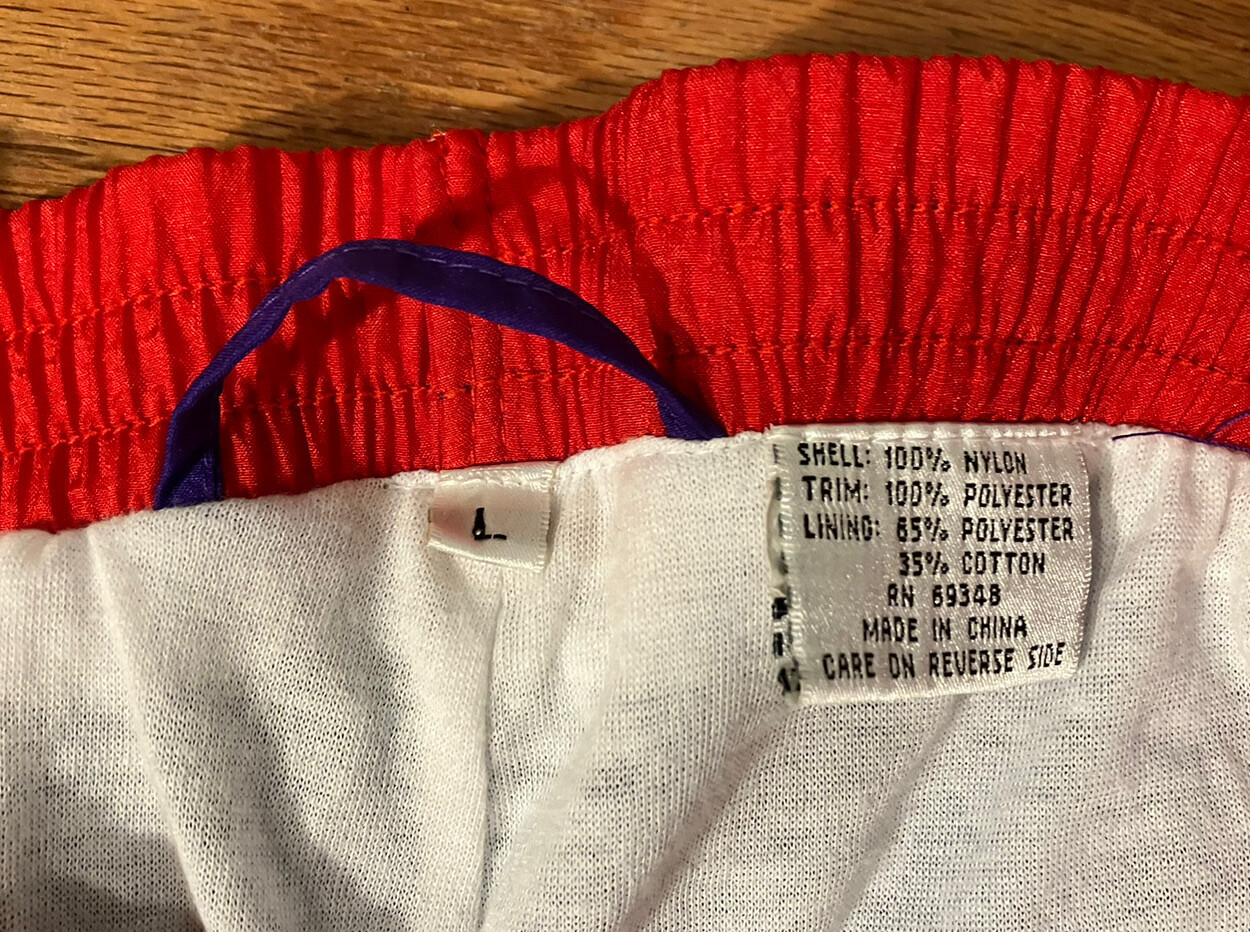 L
SHELL: 100% NYLON
TRIM: 100% POLYESTER
LINING: 65% POLYESTER
35% COTTON
RN 69348
MADE IN CHINA
CARE ON REVERSE SIDE